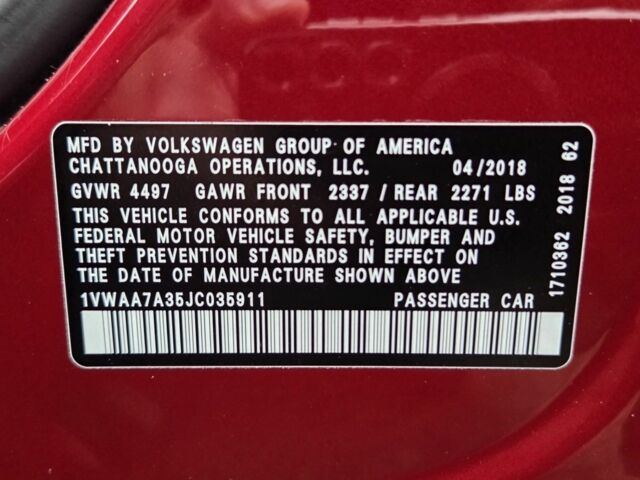 MFD BY VOLKSWAGEN GROUP OF AMERICA
CHATTANOOGA OPERATIONS, LLC. 04/2018
GVWR 4497 GAWR FRONT 2337 / REAR 2271 LBS
THIS VEHICLE CONFORMS TO ALL APPLICABLE U.S.
FEDERAL MOTOR VEHICLE SAFETY, BUMPER AND
THEFT PREVENTION STANDARDS IN EFFECT ON
THE DATE OF MANUFACTURE SHOWN ABOVE
1VWAA7A35JC035911 PASSENGER CAR
1710362 2018 62